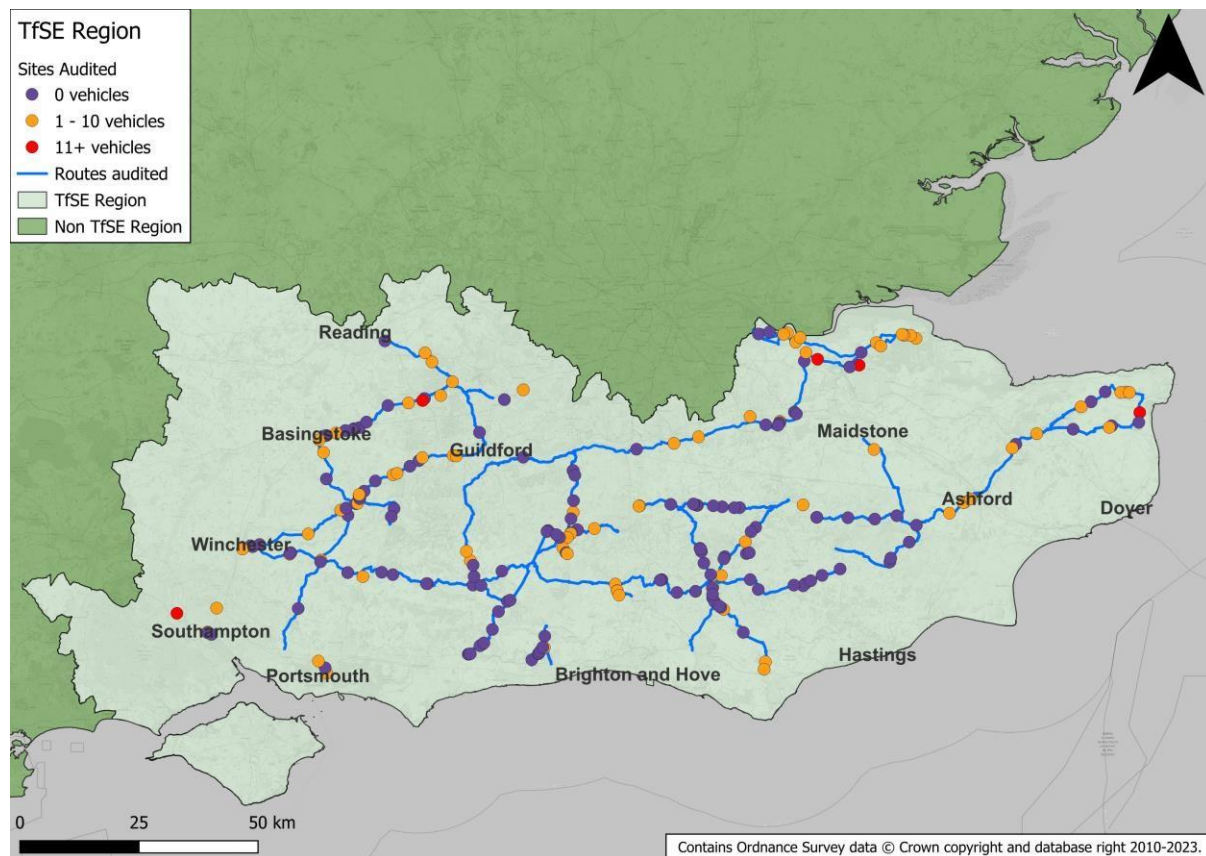 TfSE Region
Sites Audited
0 vehicles
1 - 10 vehicles
11+ vehicles
Routes audited
TfSE Region
Non TfSE Region
Reading
Basingstoke
Guildford
Maidstone
Ashford
Dover
Winchester
Southampton
Portsmouth
Brighton and Hove
Hastings
0 25 50 km
Contains Ordnance Survey data © Crown copyright and database right 2010-2023.